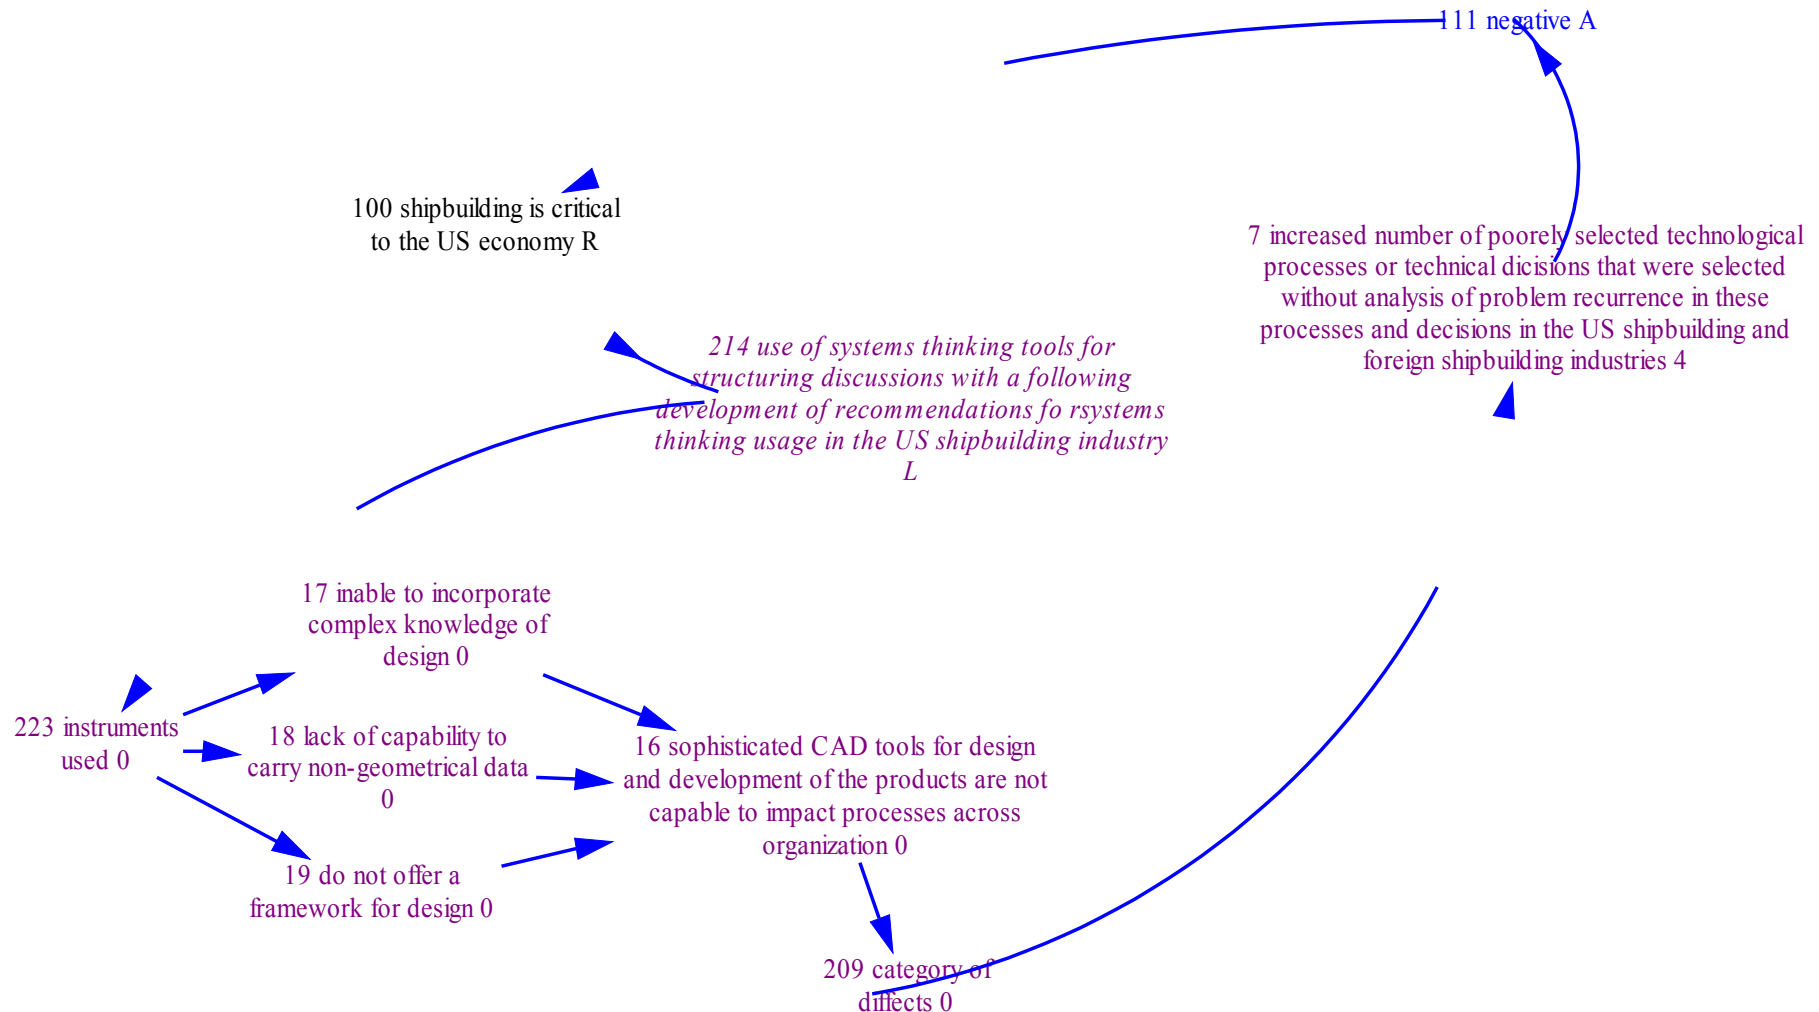 111 negative A
100 shipbuilding is critical
to the US economy R
7 increased number of poorely selected technological
processes or technical dicisions that were selected
without analysis of problem recurrence in these
processes and decisions in the US shipbuilding and
foreign shipbuilding industries 4
214 use of systems thinking tools for
structuring discussions with a following
development of recommendations fo rsystems
thinking usage in the US shipbuilding industry
L
17 inable to incorporate
complex knowledge of
design 0
223 instruments
used 0
18 lack of capability to
carry non-geometrical data
0
16 sophisticated CAD tools for design
and development of the products are not
capable to impact processes across
organization 0
19 do not offer a
framework for design 0
209 category of
diffects 0